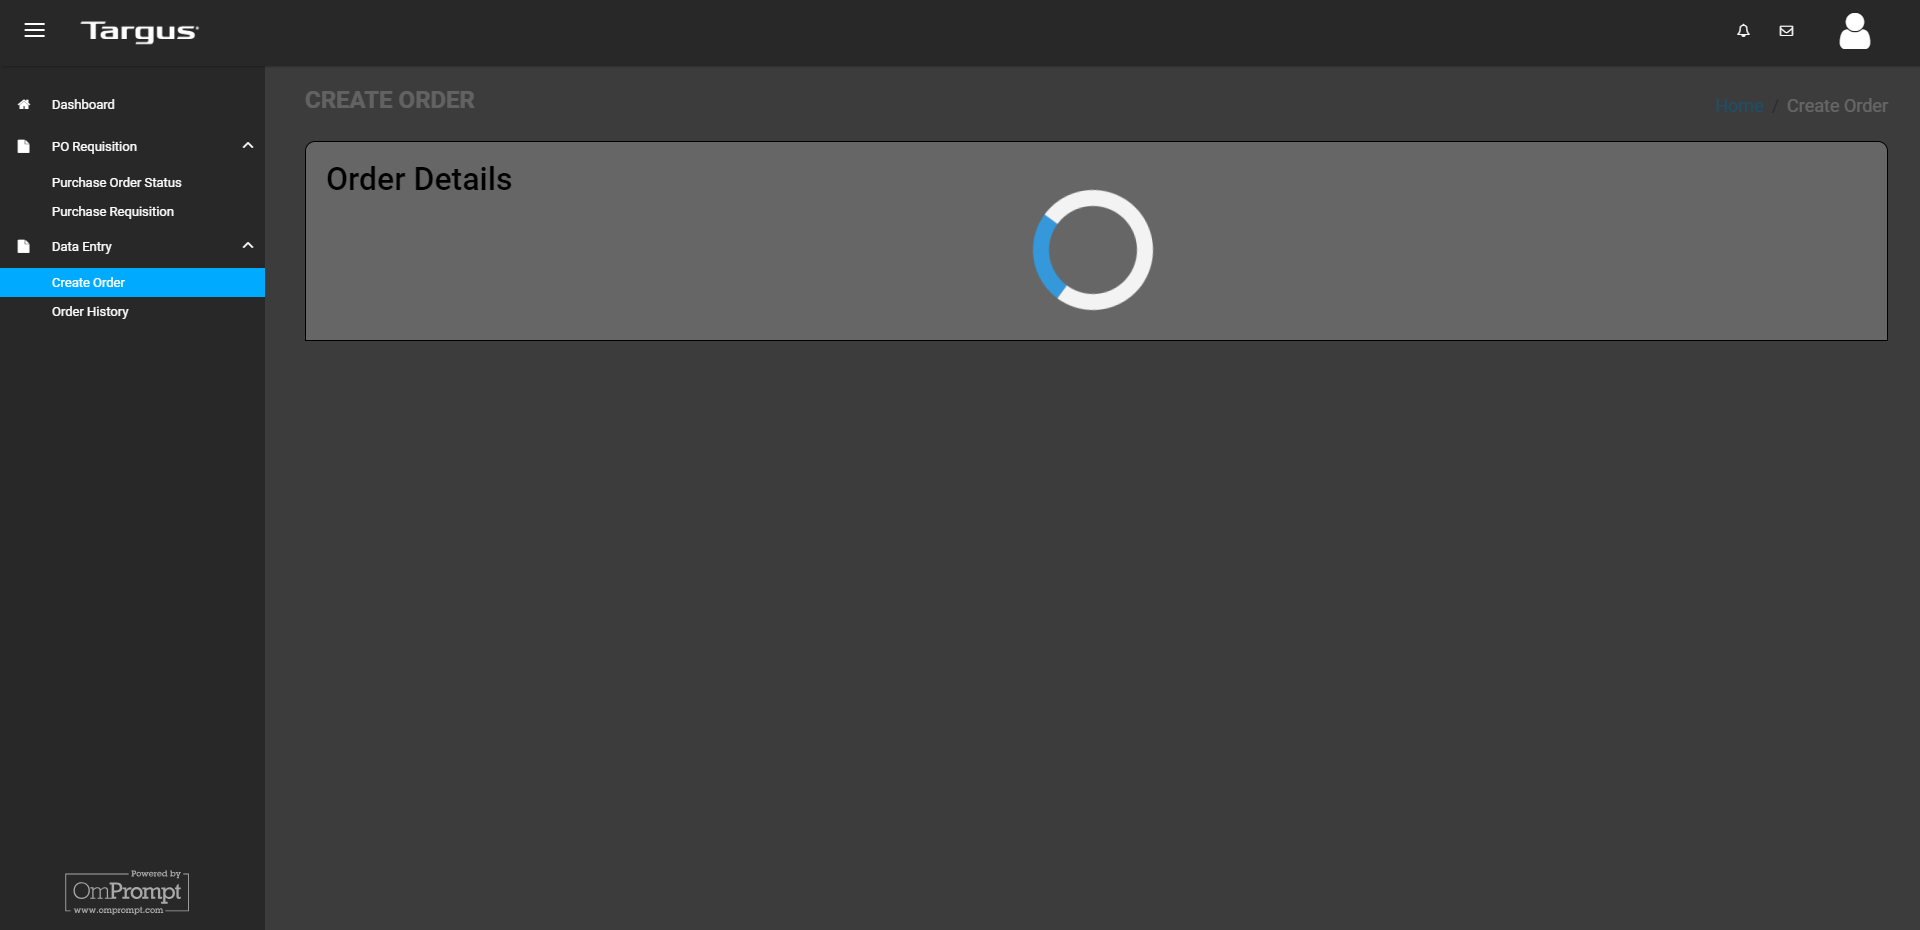 Targus
Dashboard
PO Requisition
Purchase Order Status
Purchase Requisition
Data Entry
Create Order
Order History
CREATE ORDER
Home / Create Order
Order Details
Powered by
OmPrompt
www.omprompt.com